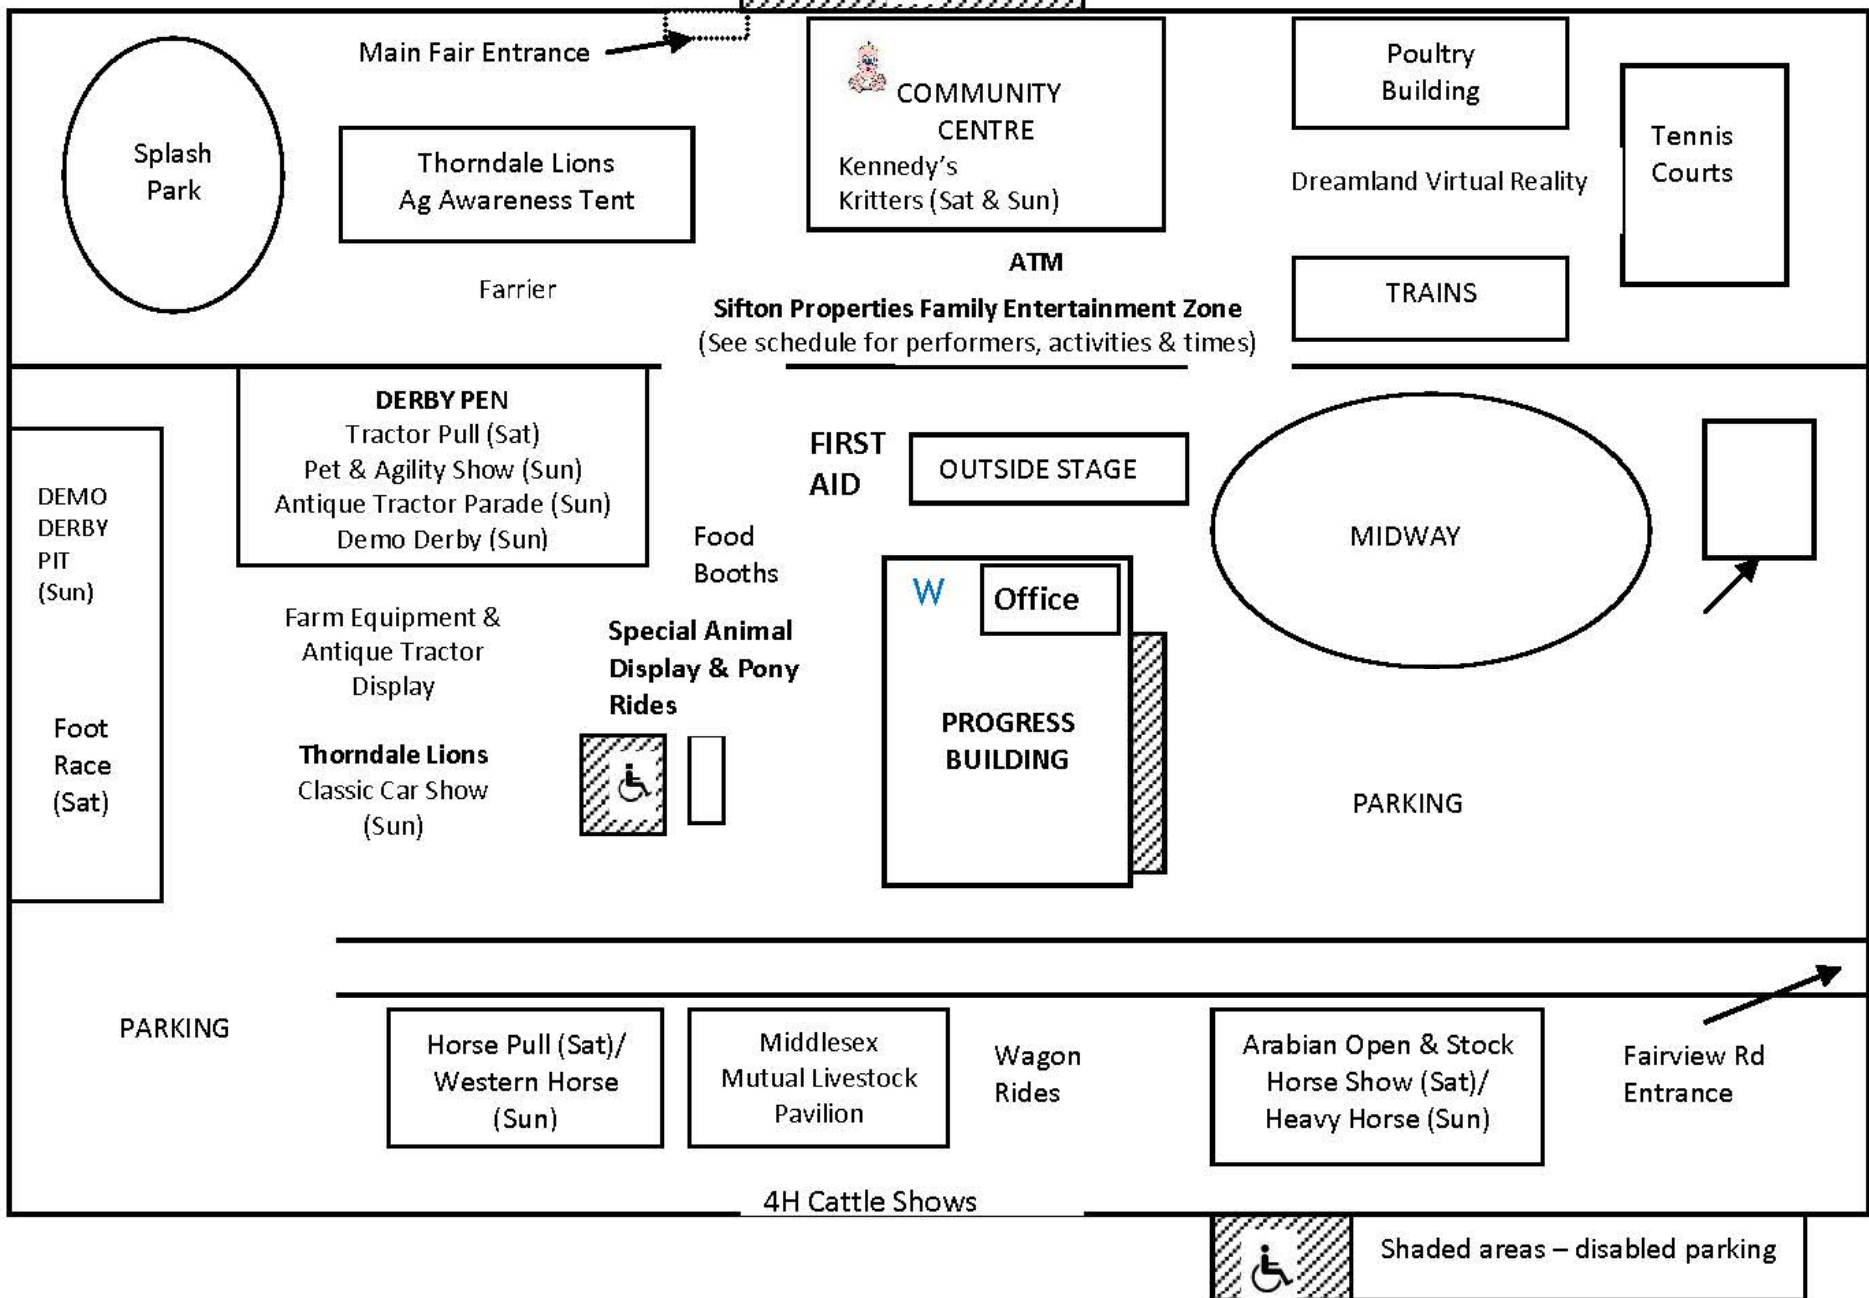 Main Fair Entrance
Splash
Park
Thorndale Lions
Ag Awareness Tent
Farrier
COMMUNITY
CENTRE
Kennedy's
Kritters (Sat & Sun)
ATM
Sifton Properties Family Entertainment Zone
(See schedule for performers, activities & times)
Poultry
Building
Dreamland Virtual Reality
TRAINS
Tennis
Courts
DEMO
DERBY
PIT
(Sun)
Foot
Race
(Sat)
DERBY PEN
Tractor Pull (Sat)
Pet & Agility Show (Sun)
Antique Tractor Parade (Sun)
Demo Derby (Sun)
Farm Equipment &
Antique Tractor
Display
Thorndale Lions
Classic Car Show
(Sun)
Food
Booths
Special Animal
Display & Pony
Rides
FIRST
AID
OUTSIDE STAGE
W
Office
PROGRESS
BUILDING
MIDWAY
PARKING
PARKING
Horse Pull (Sat)/
Western Horse
(Sun)
Middlesex
Mutual Livestock
Pavilion
Wagon
Rides
Arabian Open & Stock
Horse Show (Sat)/
Heavy Horse (Sun)
Fairview Rd
Entrance
4H Cattle Shows
Shaded areas – disabled parking